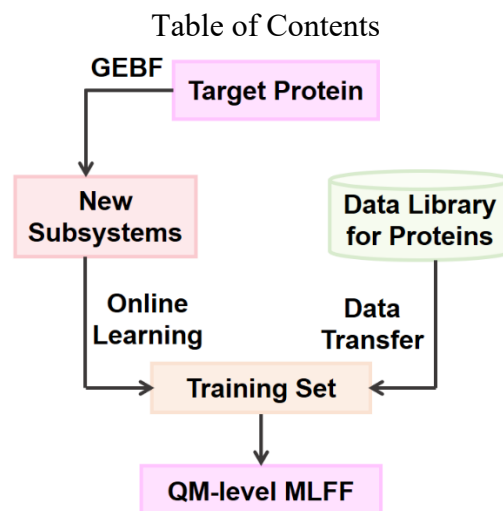 Table of Contents
GEBF
Target Protein
New
Subsystems
Data Library
for Proteins
Online
Learning
Data
Transfer
Training Set
QM-level MLFF